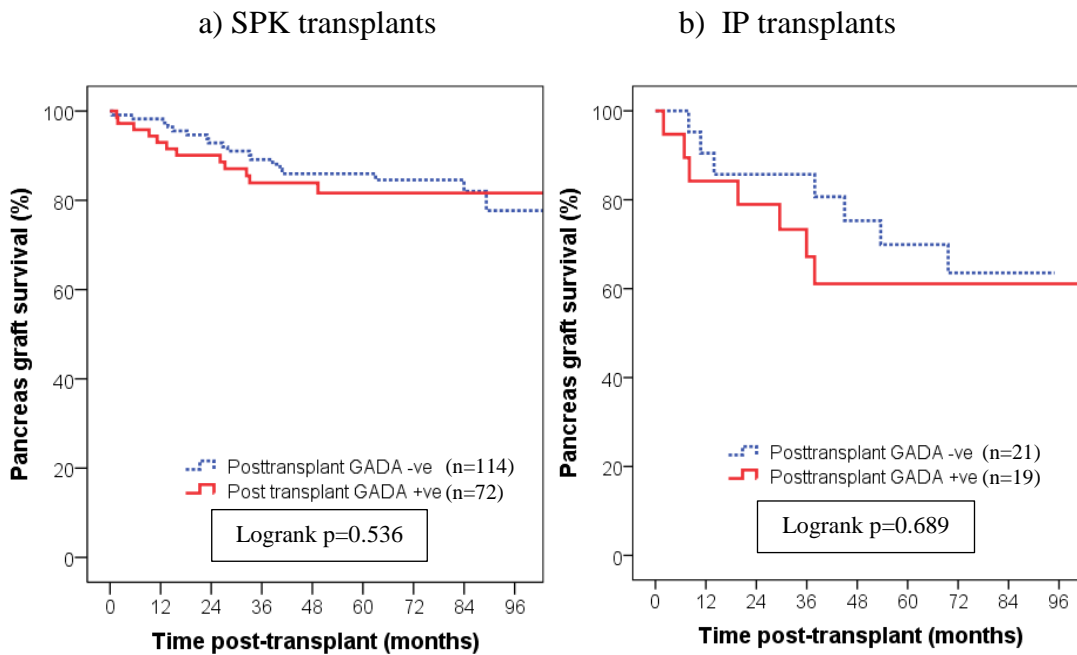 a) SPK transplants
Pancreas graft survival (%)
100
80
60
40
20
0
Posttransplant GADA -ve (n=114)
Post transplant GADA +ve (n=72)
Logrank p=0.536
0 12 24 36 48 60 72 84 96
Time post-transplant (months)
b) IP transplants
Pancreas graft survival (%)
100
80
60
40
20
0
Posttransplant GADA -ve (n=21)
Posttransplant GADA +ve (n=19)
Logrank p=0.689
0 12 24 36 48 60 72 84 96
Time post-transplant (months)